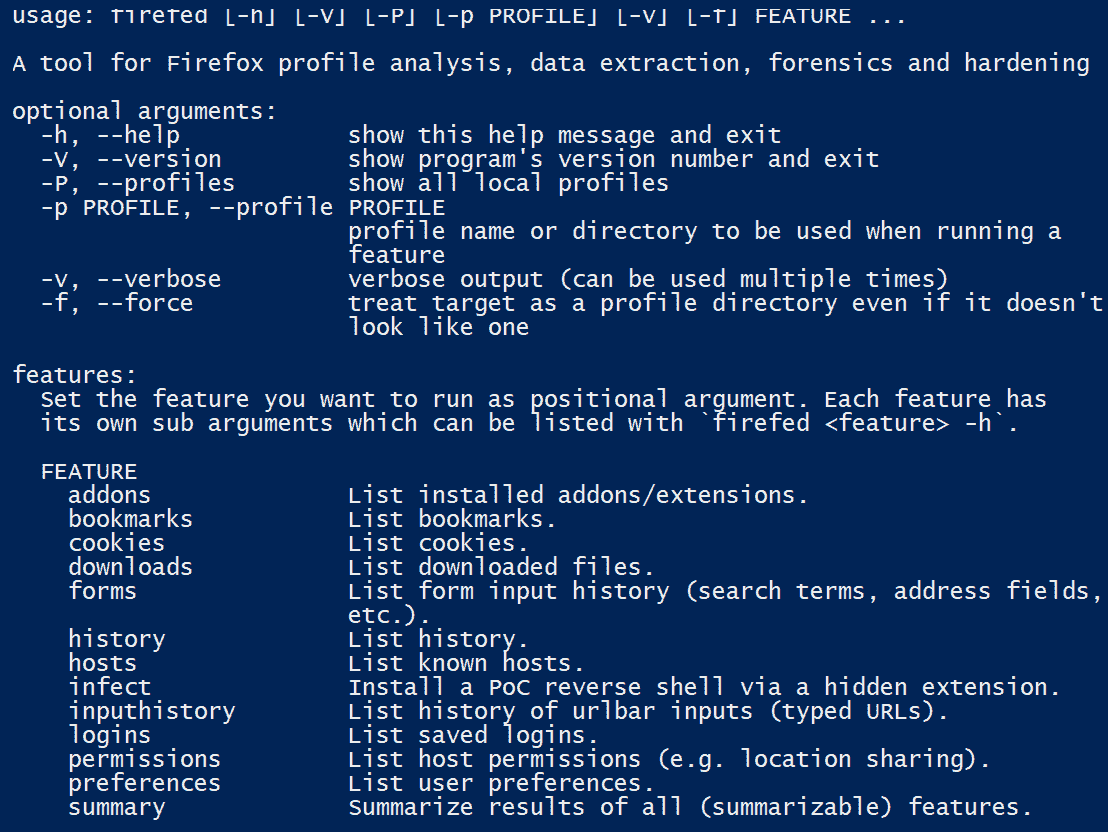 usage: firefed [-h] [-V] [-P] [-p PROFILE] [-v] [-f] FEATURE ...
A tool for Firefox profile analysis, data extraction, forensics and hardening
optional arguments:
-h, --help show this help message and exit
-V, --version show program's version number and exit
-P, --profiles show all local profiles
-p PROFILE, --profile PROFILE
profile name or directory to be used when running a
feature
-v, --verbose verbose output (can be used multiple times)
-f, --force treat target as a profile directory even if it doesn't
look like one
features:
Set the feature you want to run as positional argument. Each feature has
its own sub arguments which can be listed with `firefed <feature> -h`.
FEATURE
addons List installed addons/extensions.
bookmarks List bookmarks.
cookies List cookies.
downloads List downloaded files.
forms List form input history (search terms, address fields,
etc.).
history List history.
hosts List known hosts.
infect Install a PoC reverse shell via a hidden extension.
inputhistory List history of urlbar inputs (typed URLs).
logins List saved logins.
permissions List host permissions (e.g. location sharing).
preferences List user preferences.
summary Summarize results of all (summarizable) features.